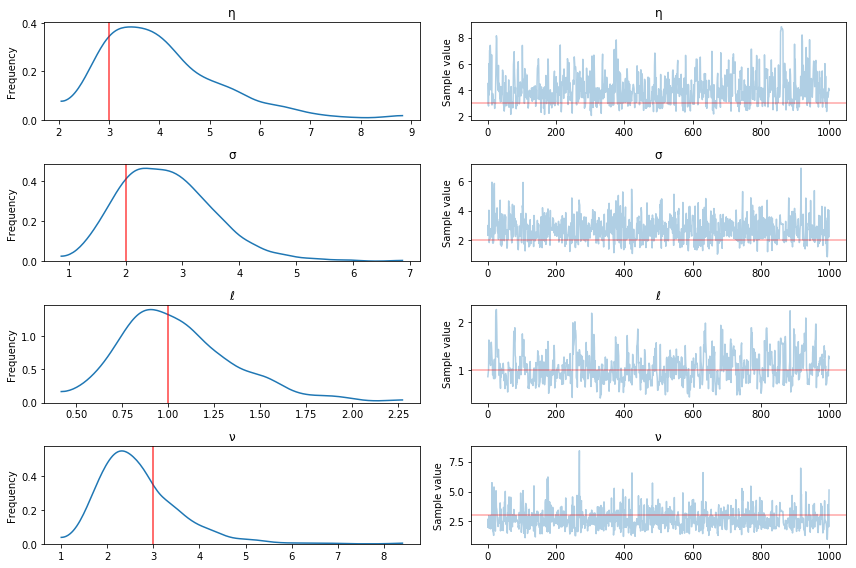 η
Frequency
0.4
0.2
0.0
2 3 4 5 6 7 8 9
η
Sample value
8
6
4
2
0 200 400 600 800 1000
σ
Frequency
0.4
0.2
0.0
1 2 3 4 5 6 7
σ
Sample value
6
4
2
0 200 400 600 800 1000
ℓ
Frequency
1.0
0.5
0.0
0.50 0.75 1.00 1.25 1.50 1.75 2.00 2.25
ℓ
Sample value
2
1
0 200 400 600 800 1000
ν
Frequency
0.4
0.2
0.0
1 2 3 4 5 6 7 8
ν
Sample value
7.5
5.0
2.5
0 200 400 600 800 1000